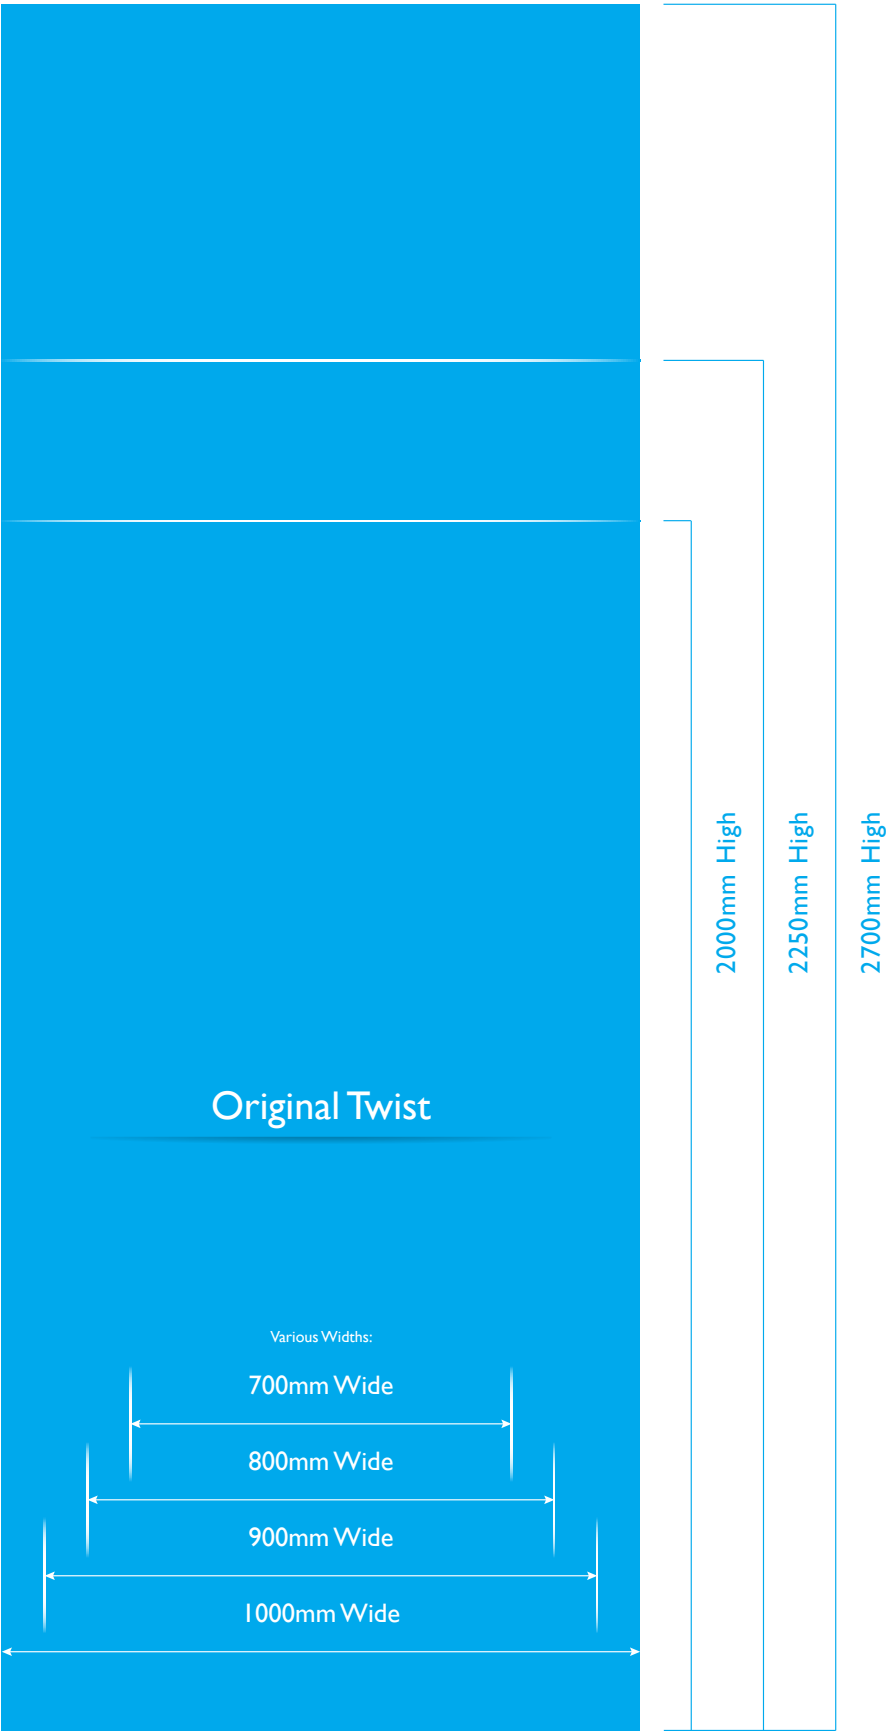 2000mm High
2250mm High
2700mm High
Original Twist
Various Widths:
700mm Wide
800mm Wide
900mm Wide
1000mm Wide